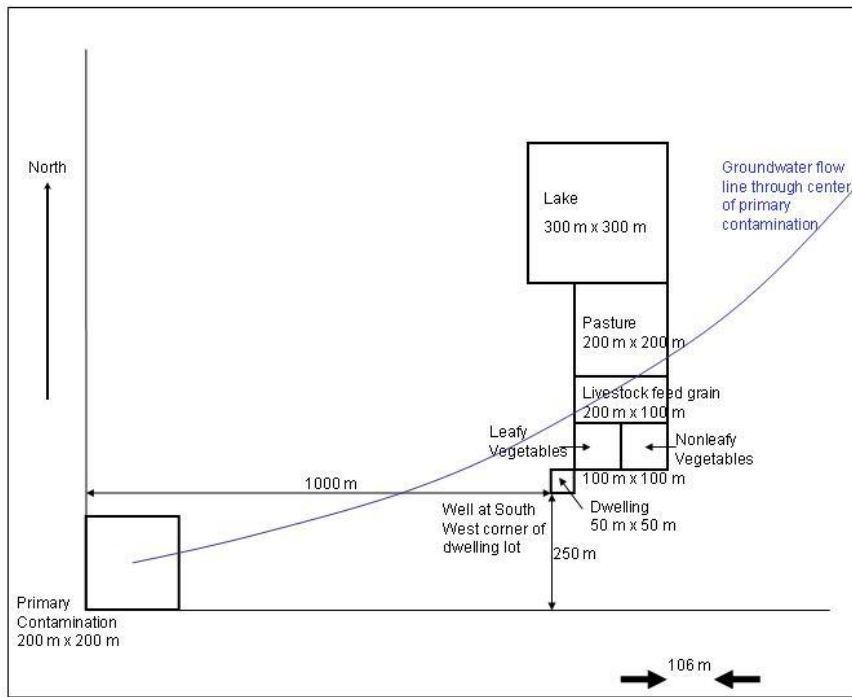 North
Lake
300 m x 300 m
Groundwater flow
line through center
of primary
contamination
Pasture
200 m x 200 m
Livestock feed grain
200 m x 100 m
Leafy
Vegetables
Nonleafy
Vegetables
100 m x 100 m
1000 m
Well at South
West corner of
dwelling lot
Dwelling
50 m x 50 m
250 m
Primary
Contamination
200 m x 200 m
106 m